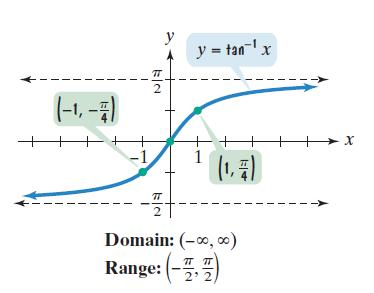 y
y = tan⁻¹ x
π/2
(−1, −π/4)
x
−1
1
(1, π/4)
−π/2
Domain: (−∞, ∞)
Range: (−π/2, π/2)